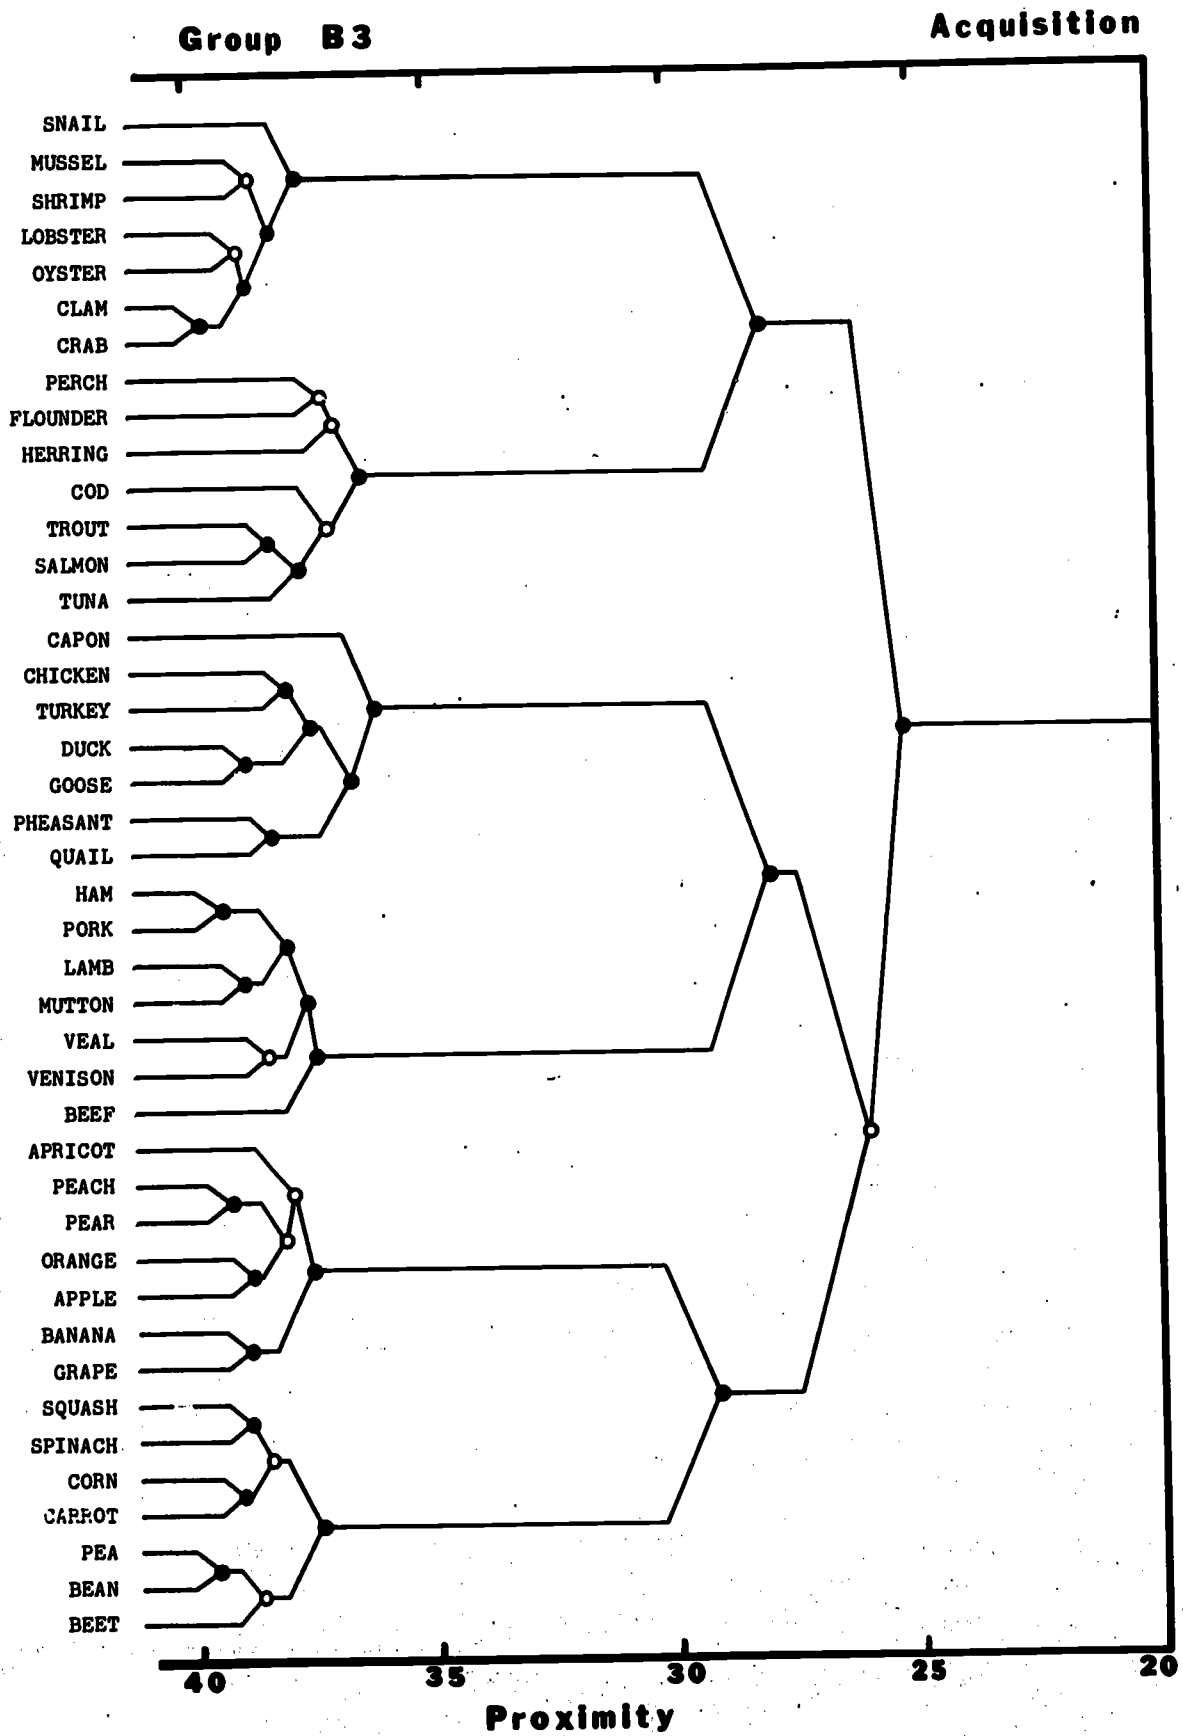 Group B3 Acquisition
SNAIL
MUSSEL
SHRIMP
LOBSTER
OYSTER
CLAM
CRAB
PERCH
FLOUNDER
HERRING
COD
TROUT
SALMON
TUNA
CAPON
CHICKEN
TURKEY
DUCK
GOOSE
PHEASANT
QUAIL
HAM
PORK
LAMB
MUTTON
VEAL
VENISON
BEEF
APRICOT
PEACH
PEAR
ORANGE
APPLE
BANANA
GRAPE
SQUASH
SPINACH
CORN
CARROT
PEA
BEAN
BEET
40 35 30 25 20
Proximity